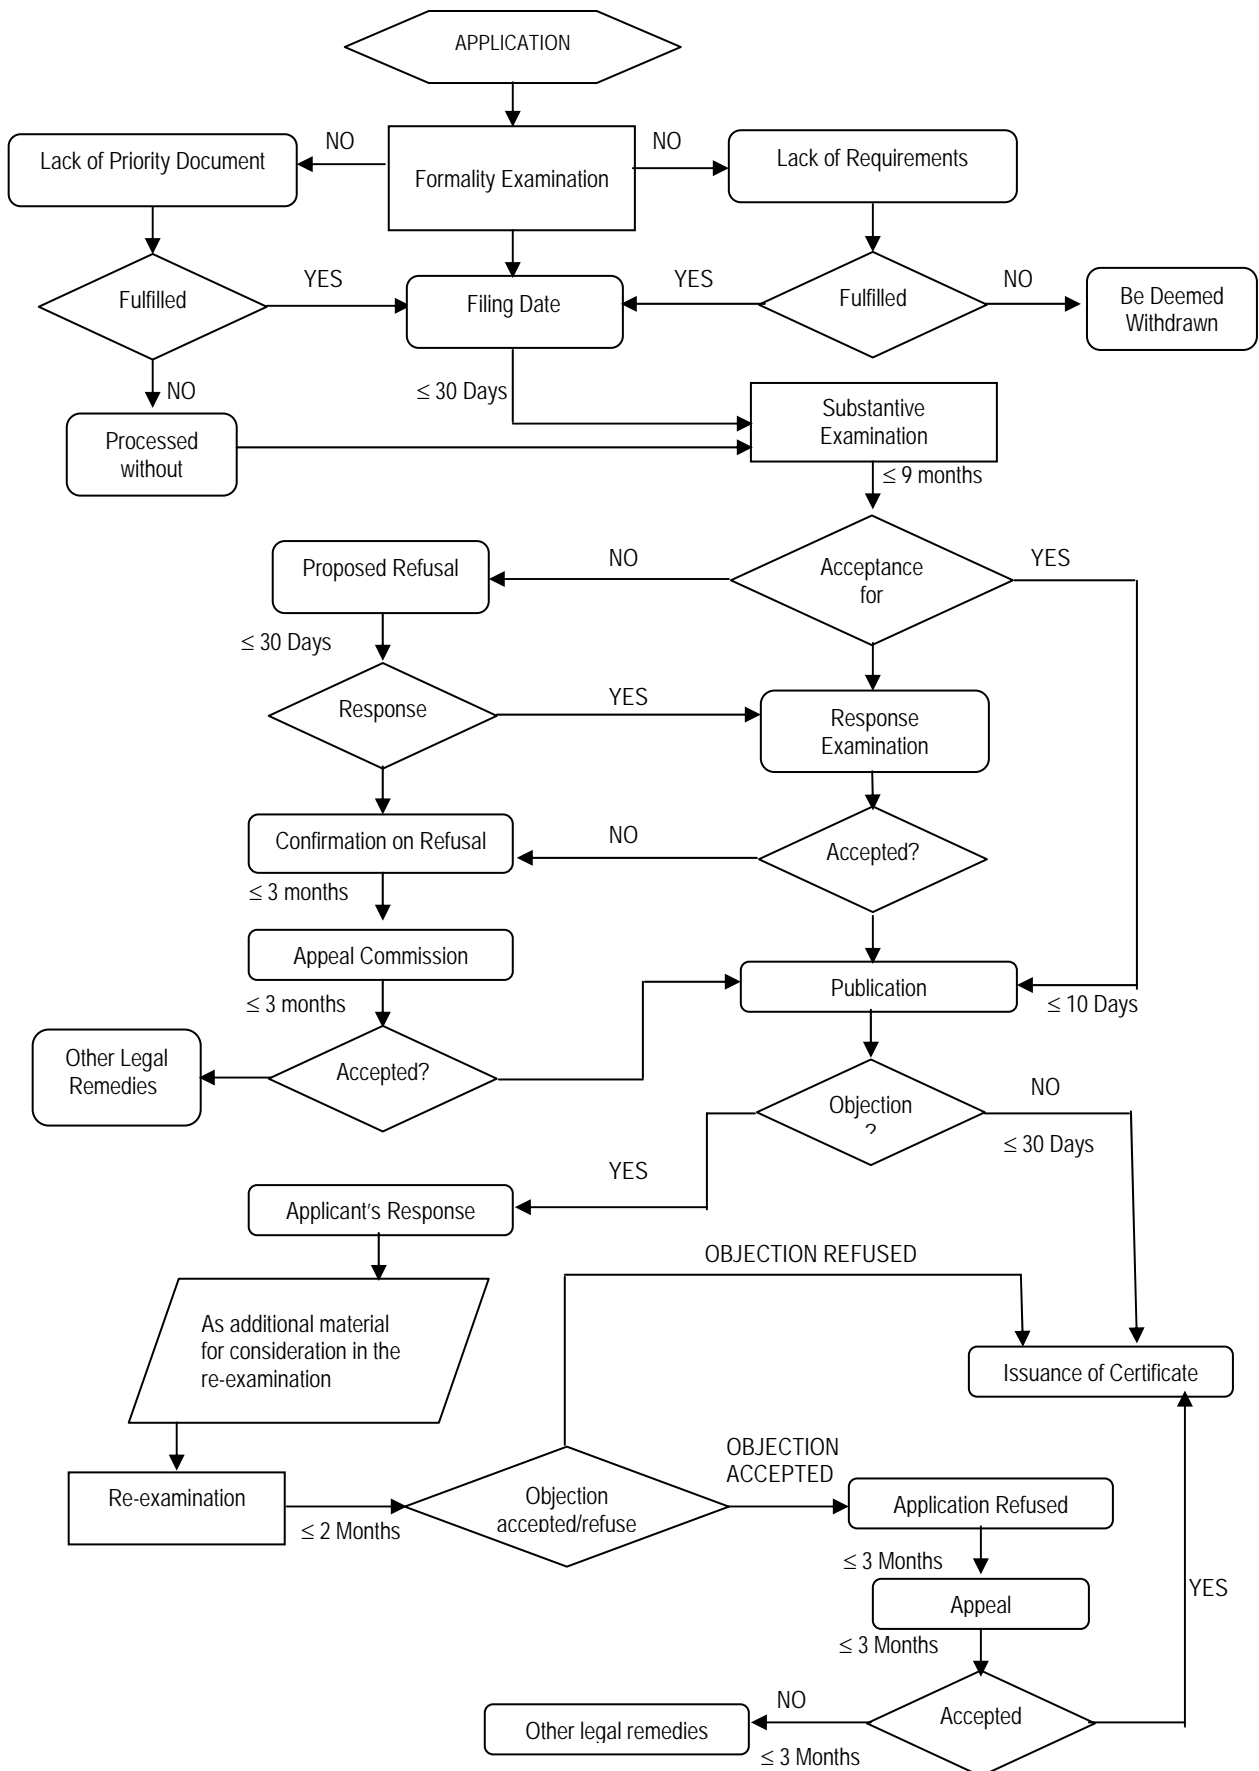 APPLICATION
NO
NO
Lack of Priority Document
Formality Examination
Lack of Requirements
Fulfilled
YES
Filing Date
YES
Fulfilled
NO
Be Deemed
Withdrawn
NO
≤ 30 Days
Processed
without
Substantive
Examination
≤ 9 months
Proposed Refusal
NO
Acceptance
for
YES
≤ 30 Days
Response
YES
Response
Examination
Confirmation on Refusal
NO
Accepted?
≤ 3 months
Appeal Commission
Publication
≤ 3 months
≤ 10 Days
Other Legal
Remedies
Accepted?
Objection
?
NO
≤ 30 Days
YES
Applicant's Response
OBJECTION REFUSED
As additional material
for consideration in the
re-examination
Issuance of Certificate
OBJECTION
ACCEPTED
Re-examination
≤ 2 Months
Objection
accepted/refuse
Application Refused
≤ 3 Months
Appeal
YES
≤ 3 Months
NO
Accepted
Other legal remedies
≤ 3 Months